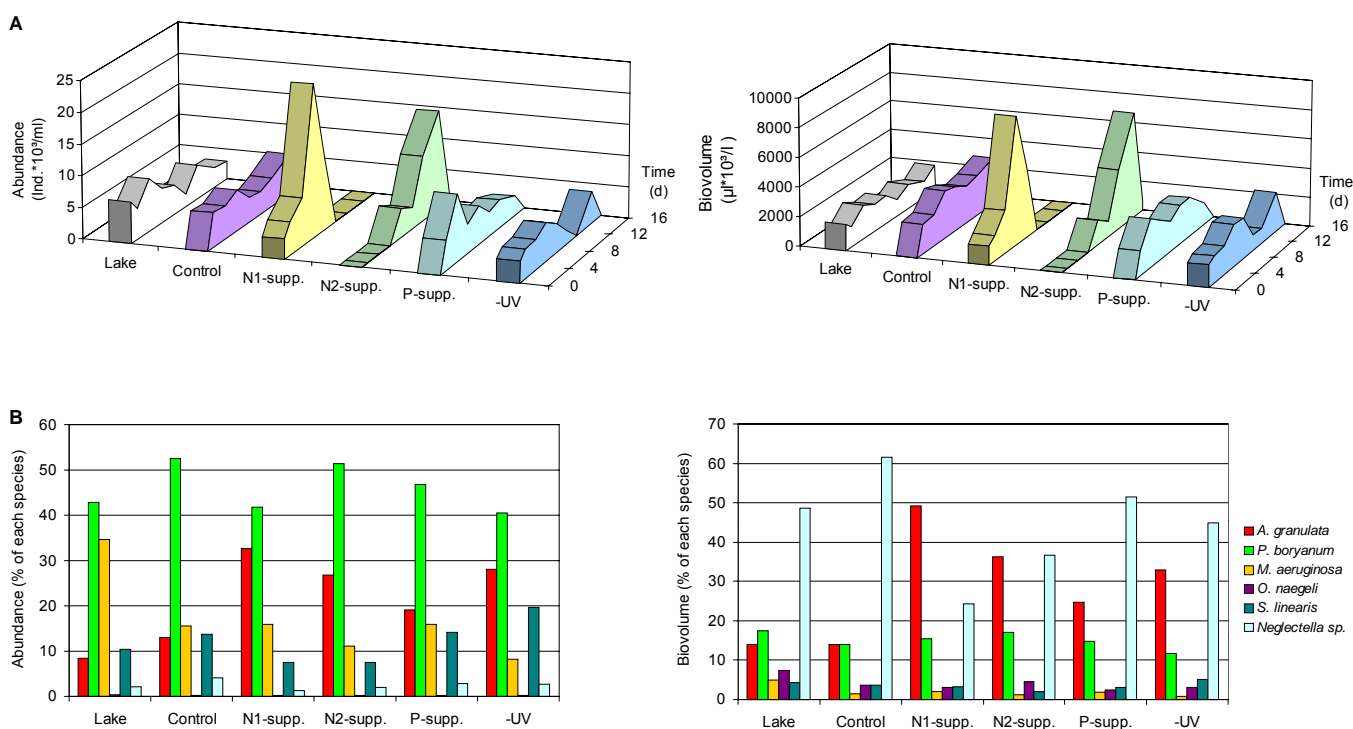 A
Abundance
(Ind.*10³/ml)
25
20
15
10
5
0
Lake
Control
N1-supp.
N2-supp.
P-supp.
-UV
0
4
8
12
16
Time
(d)
Biovolume
(µl*10³/l)
10000
8000
6000
4000
2000
0
Lake
Control
N1-supp.
N2-supp.
P-supp.
-UV
0
4
8
12
16
Time
(d)
B
Abundance (% of each species)
60
50
40
30
20
10
0
Lake
Control
N1-supp.
N2-supp.
P-supp.
-UV
Biovolume (% of each species)
70
60
50
40
30
20
10
0
Lake
Control
N1-supp.
N2-supp.
P-supp.
-UV
A. granulata
P. boryanum
M. aeruginosa
O. naegeli
S. linearis
Neglectella sp.